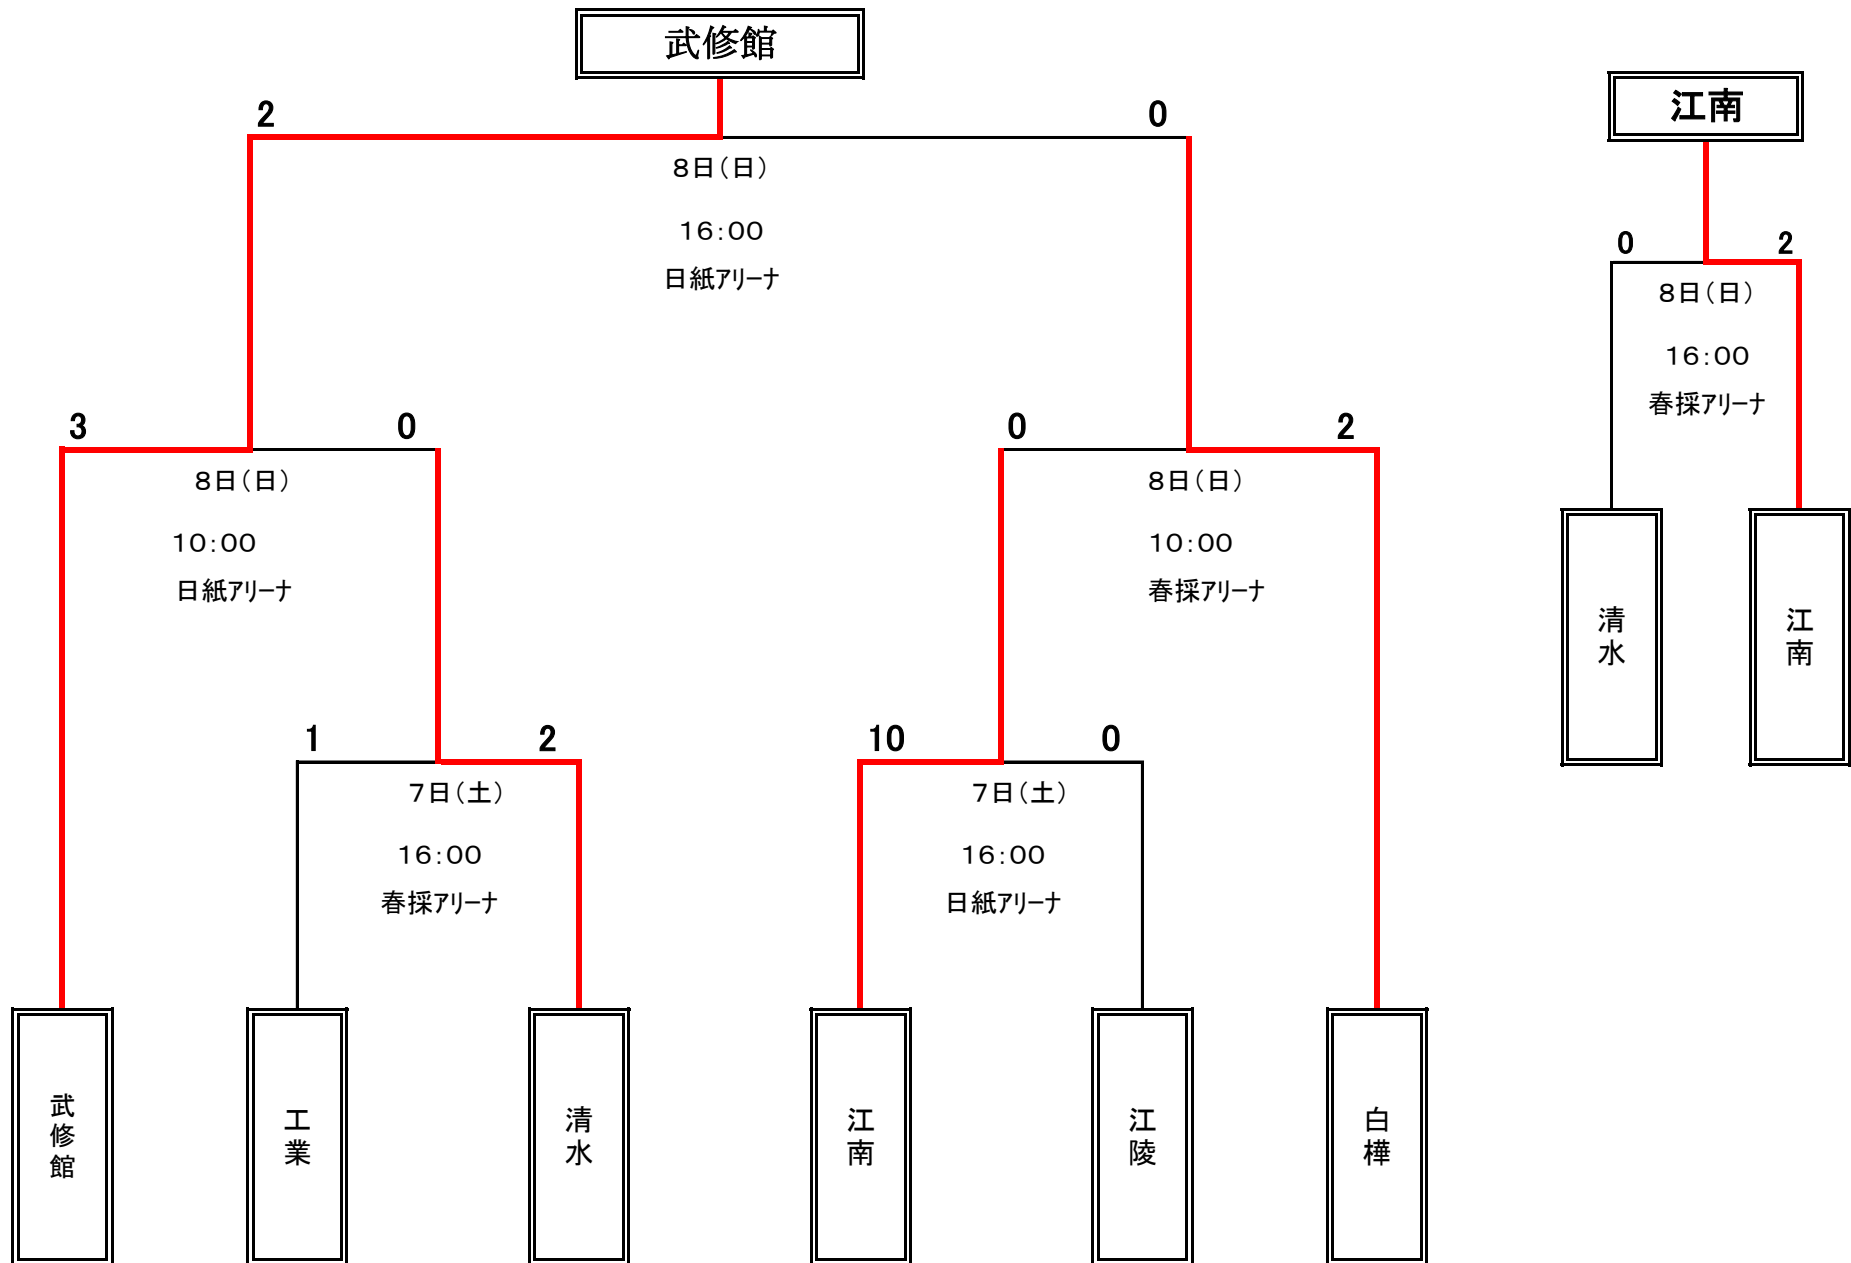 武修館
江南
2
0
8日(日)
16:00
日紙アリーナ
0
2
8日(日)
16:00
春採アリーナ
3
0
0
2
8日(日)
10:00
日紙アリーナ
8日(日)
10:00
春採アリーナ
清水
江南
1
2
10
0
7日(土)
16:00
春採アリーナ
7日(土)
16:00
日紙アリーナ
武修館
工業
清水
江南
江陵
白樺